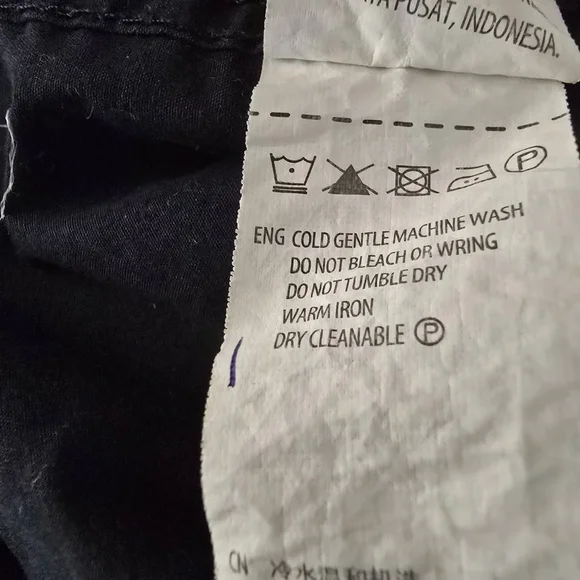 PUSAT, INDONESIA.
P
ENG COLD GENTLE MACHINE WASH
DO NOT BLEACH OR WRING
DO NOT TUMBLE DRY
WARM IRON
DRY CLEANABLE Ⓟ
CN